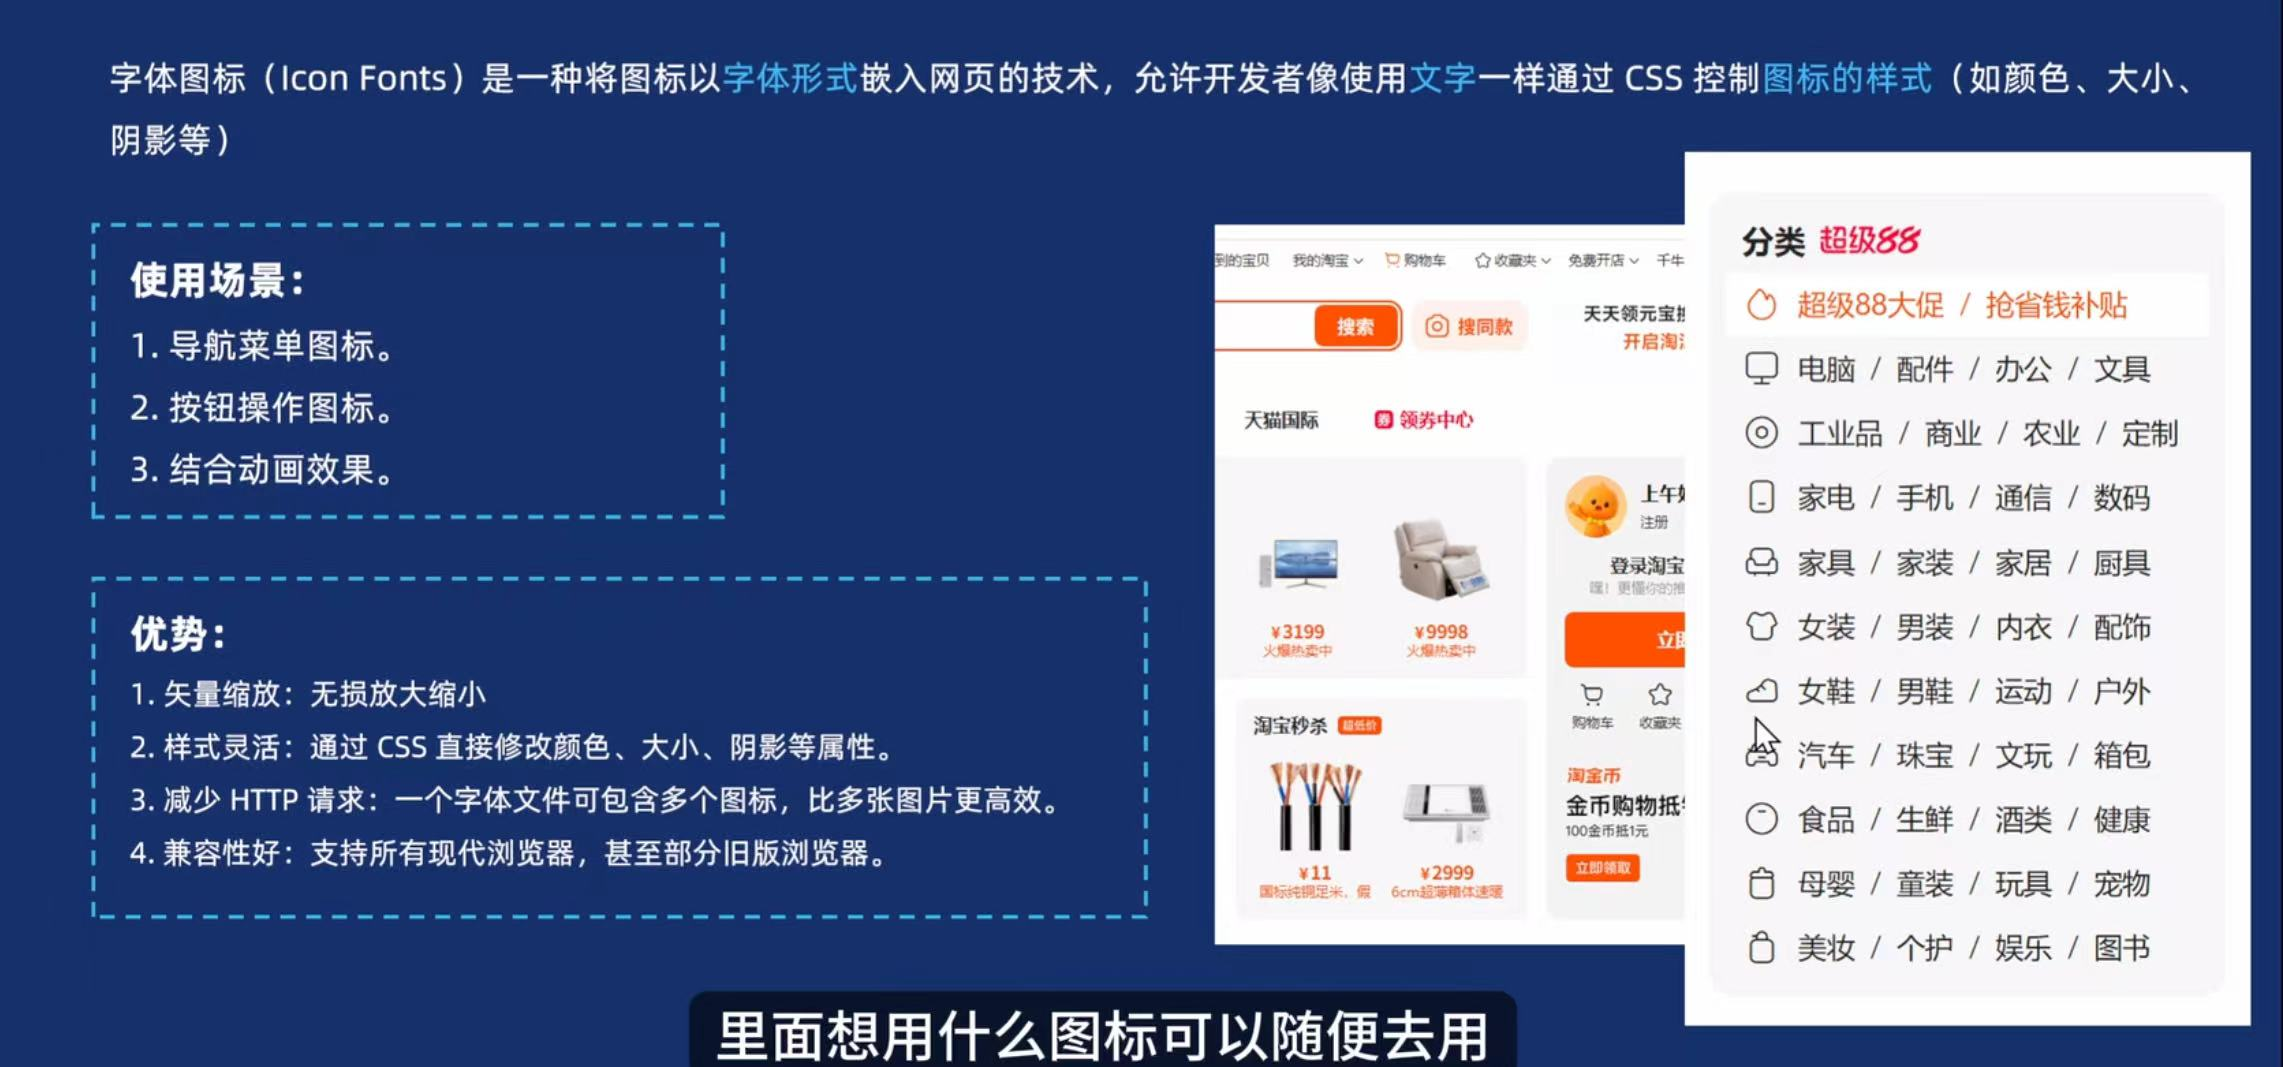 字体图标（Icon Fonts）是一种将图标以字体形式嵌入网页的技术，允许开发者像使用文字一样通过 CSS 控制图标的样式（如颜色、大小、
阴影等）
使用场景：
1. 导航菜单图标。
2. 按钮操作图标。
3. 结合动画效果。
优势：
1. 矢量缩放：无损放大缩小
2. 样式灵活：通过 CSS 直接修改颜色、大小、阴影等属性。
3. 减少 HTTP 请求：一个字体文件可包含多个图标，比多张图片更高效。
4. 兼容性好：支持所有现代浏览器，甚至部分旧版浏览器。
到的宝贝 我的淘宝 购物车 收藏夹 免费开店 千牛
搜索 搜同款
天天领元宝
开启淘
天猫国际 券 领券中心
¥3199 ¥9998
火爆热卖中 火爆热卖中
上午
注册
登录淘宝
嘿！更懂你的推
立
购物车 收藏夹
淘宝秒杀 超低价
¥11 ¥2999
国标纯铜足米，假 6cm超薄箱体速暖
淘金币
金币购物抵
100金币抵1元
立即领取
分类 超级88
超级88大促 / 抢省钱补贴
电脑 / 配件 / 办公 / 文具
工业品 / 商业 / 农业 / 定制
家电 / 手机 / 通信 / 数码
家具 / 家装 / 家居 / 厨具
女装 / 男装 / 内衣 / 配饰
女鞋 / 男鞋 / 运动 / 户外
汽车 / 珠宝 / 文玩 / 箱包
食品 / 生鲜 / 酒类 / 健康
母婴 / 童装 / 玩具 / 宠物
美妆 / 个护 / 娱乐 / 图书
里面想用什么图标可以随便去用